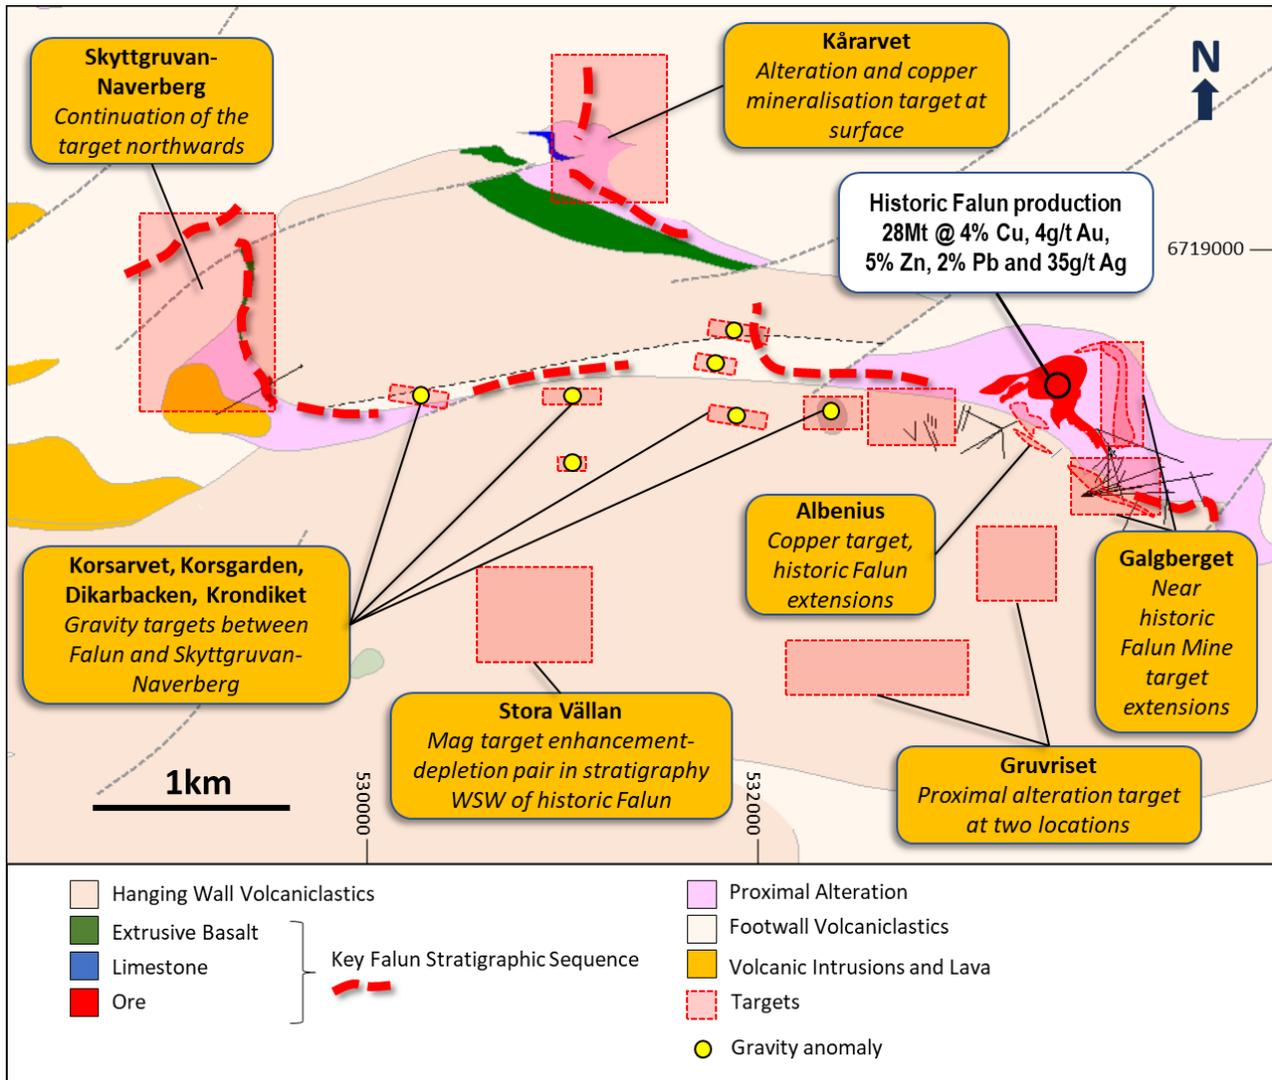 Skyttgruvan-
Naverberg
Continuation of the
target northwards
Kårarvet
Alteration and copper
mineralisation target at
surface
N
Historic Falun production
28Mt @ 4% Cu, 4g/t Au,
5% Zn, 2% Pb and 35g/t Ag
6719000
Korsarvet, Korsgarden,
Dikarbacken, Krondiket
Gravity targets between
Falun and Skyttgruvan-
Naverberg
Albenius
Copper target,
historic Falun
extensions
Galgberget
Near
historic
Falun Mine
target
extensions
Stora Vällan
Mag target enhancement-
depletion pair in stratigraphy
WSW of historic Falun
Gruvriset
Proximal alteration target
at two locations
1km
530000
532000
Hanging Wall Volcaniclastics
Extrusive Basalt
Limestone
Ore
Key Falun Stratigraphic Sequence
Proximal Alteration
Footwall Volcaniclastics
Volcanic Intrusions and Lava
Targets
Gravity anomaly